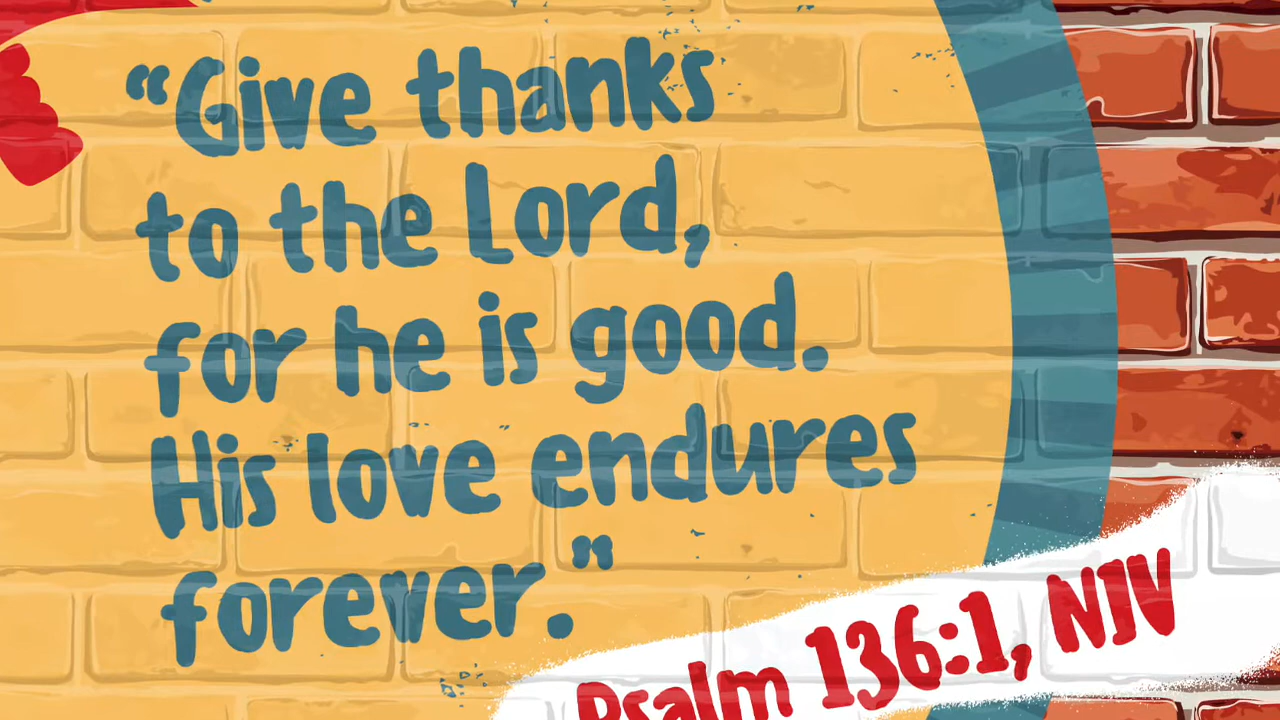 “Give thanks
to the Lord,
for he is good.
His love endures
forever.”
Psalm 136:1, NIV